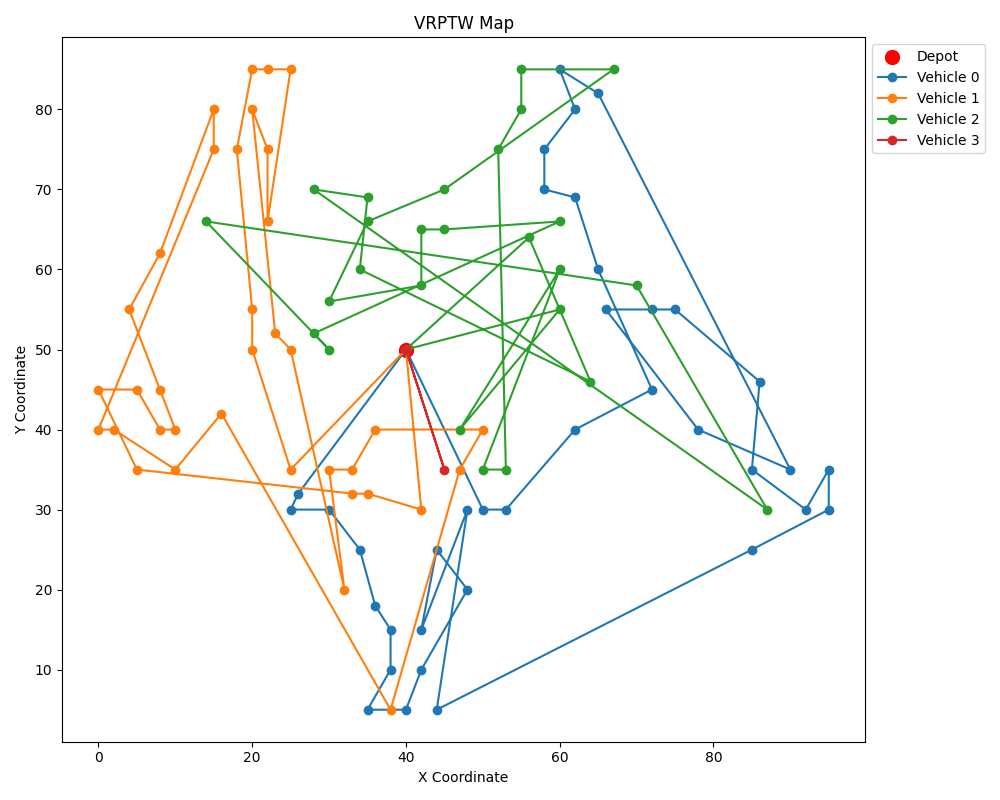 VRPTW Map
Depot
Vehicle 0
Vehicle 1
Vehicle 2
Vehicle 3
Y Coordinate
80
70
60
50
40
30
20
10
0
20
40
60
80
X Coordinate